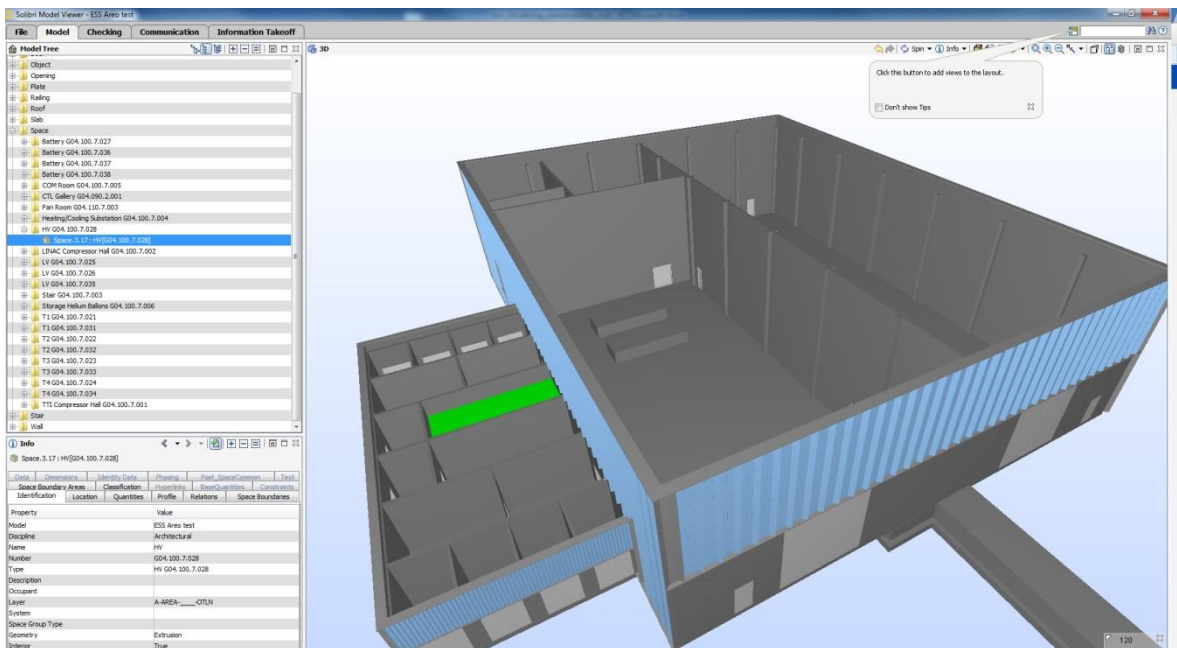 Solibri Model Viewer - ESS Areo test
File Model Checking Communication Information Takeoff
Model Tree
3D
Spin Info
Click this button to add views to the layout.
Don't show Tips
Object
Opening
Plate
Railing
Roof
Slab
Space
Battery G04.100.7.027
Battery G04.100.7.036
Battery G04.100.7.037
Battery G04.100.7.038
COM Room G04.100.7.005
CTL Gallery G04.090.2.001
Fan Room G04.110.7.003
Heating/Cooling Substation G04.100.7.004
HV G04.100.7.028
Space.3.17 : HV[G04.100.7.028]
LINAC Compressor Hall G04.100.7.002
LV G04.100.7.025
LV G04.100.7.026
LV G04.100.7.035
Stair G04.100.7.003
Storage Helium Ballons G04.100.7.006
T1 G04.100.7.021
T1 G04.100.7.031
T2 G04.100.7.022
T2 G04.100.7.032
T3 G04.100.7.023
T3 G04.100.7.033
T4 G04.100.7.024
T4 G04.100.7.034
TTI Compressor Hall G04.100.7.001
Stair
Wall
Info
Space.3.17 : HV[G04.100.7.028]
Data Dimensions Identity Data Phasing Pset_SpaceCommon Text
Space Boundary Areas Classification Hyperlinks BaseQuantities Constraints
Identification Location Quantities Profile Relations Space Boundaries
Property Value
Model ESS Areo test
Discipline Architectural
Name HV
Number G04.100.7.028
Type HV G04.100.7.028
Description
Occupant
Layer A-AREA-____-OTLN
System
Space Group Type
Geometry Extrusion
Interior True
120